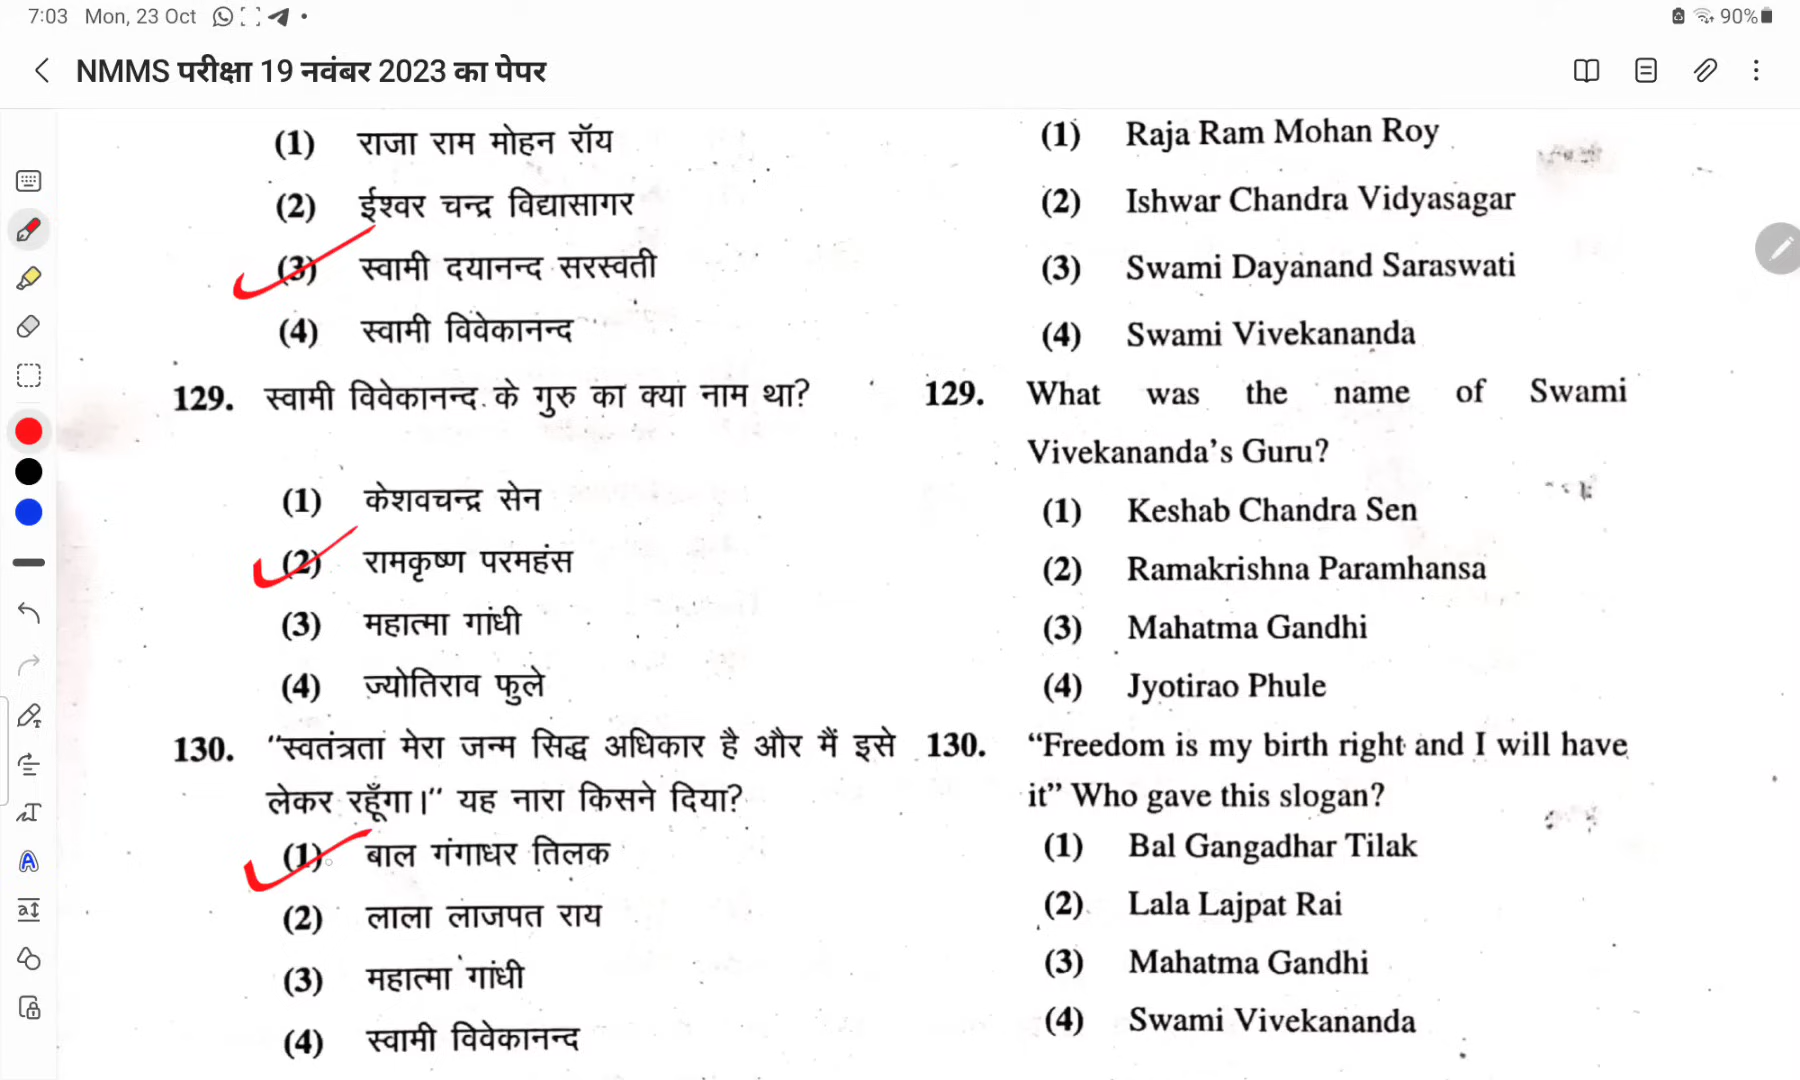 7:03 Mon, 23 Oct
90%
NMMS परीक्षा 19 नवंबर 2023 का पेपर
(1) राजा राम मोहन रॉय
(2) ईश्वर चन्द्र विद्यासागर
(3) स्वामी दयानन्द सरस्वती
(4) स्वामी विवेकानन्द
129. स्वामी विवेकानन्द के गुरु का क्या नाम था?
(1) केशवचन्द्र सेन
(2) रामकृष्ण परमहंस
(3) महात्मा गांधी
(4) ज्योतिराव फुले
130. “स्वतंत्रता मेरा जन्म सिद्ध अधिकार है और मैं इसे
लेकर रहूँगा।“ यह नारा किसने दिया?
(1) बाल गंगाधर तिलक
(2) लाला लाजपत राय
(3) महात्मा गांधी
(4) स्वामी विवेकानन्द
(1) Raja Ram Mohan Roy
(2) Ishwar Chandra Vidyasagar
(3) Swami Dayanand Saraswati
(4) Swami Vivekananda
129. What was the name of Swami
Vivekananda’s Guru?
(1) Keshab Chandra Sen
(2) Ramakrishna Paramhansa
(3) Mahatma Gandhi
(4) Jyotirao Phule
130. “Freedom is my birth right and I will have
it” Who gave this slogan?
(1) Bal Gangadhar Tilak
(2) Lala Lajpat Rai
(3) Mahatma Gandhi
(4) Swami Vivekananda